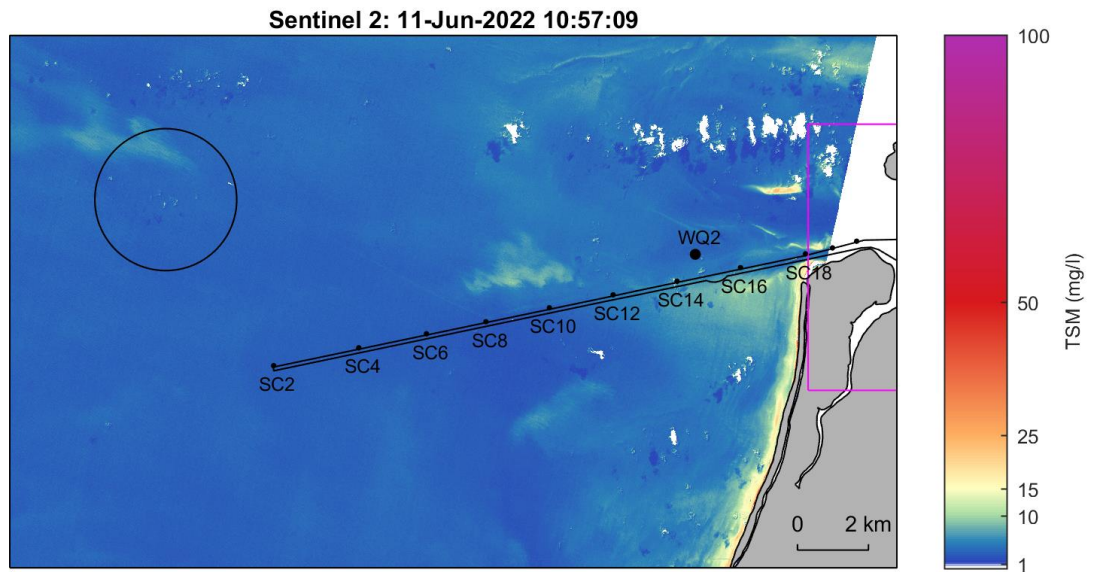 Sentinel 2: 11-Jun-2022 10:57:09
100
WQ2
SC18
SC16
SC14
SC12
SC10
SC8
SC6
SC4
SC2
50
25
15
10
1
TSM (mg/l)
0 2 km